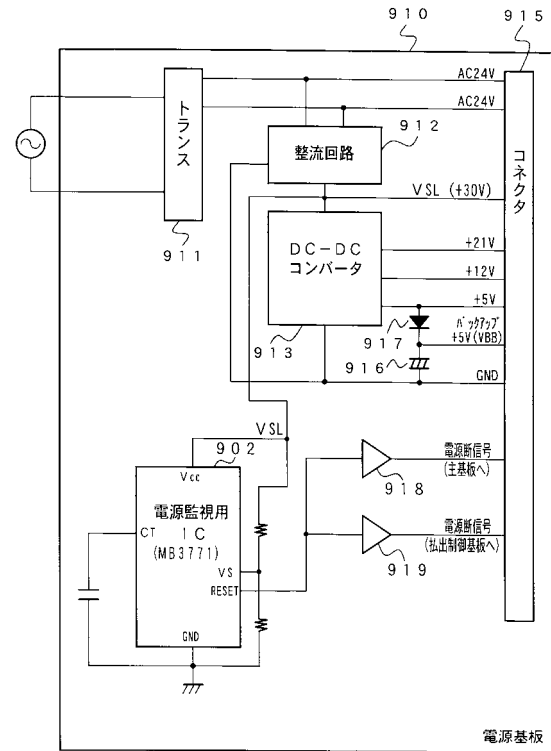 910
915
AC24V
AC24V
トランス
911
整流回路
912
コネクタ
VSL (+30V)
DC-DC
コンバータ
913
+21V
+12V
+5V
917
バックアップ
+5V(VBB)
916
GND
VSL
902
Vcc
電源監視用
IC
(MB3771)
CT
VS
RESET
GND
918
電源断信号
(主基板へ)
919
電源断信号
(払出制御基板へ)
電源基板